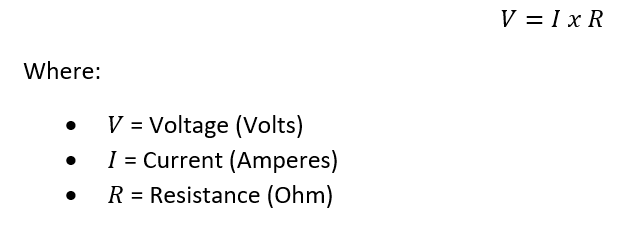 V = I x R
Where:
• V = Voltage (Volts)
• I = Current (Amperes)
• R = Resistance (Ohm)